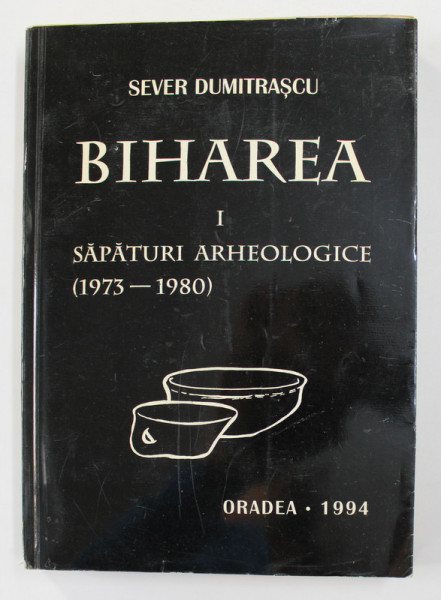 SEVER DUMITRAȘCU
BIHAREA
I
SĂPĂTURI ARHEOLOGICE
(1973 — 1980)
ORADEA • 1994